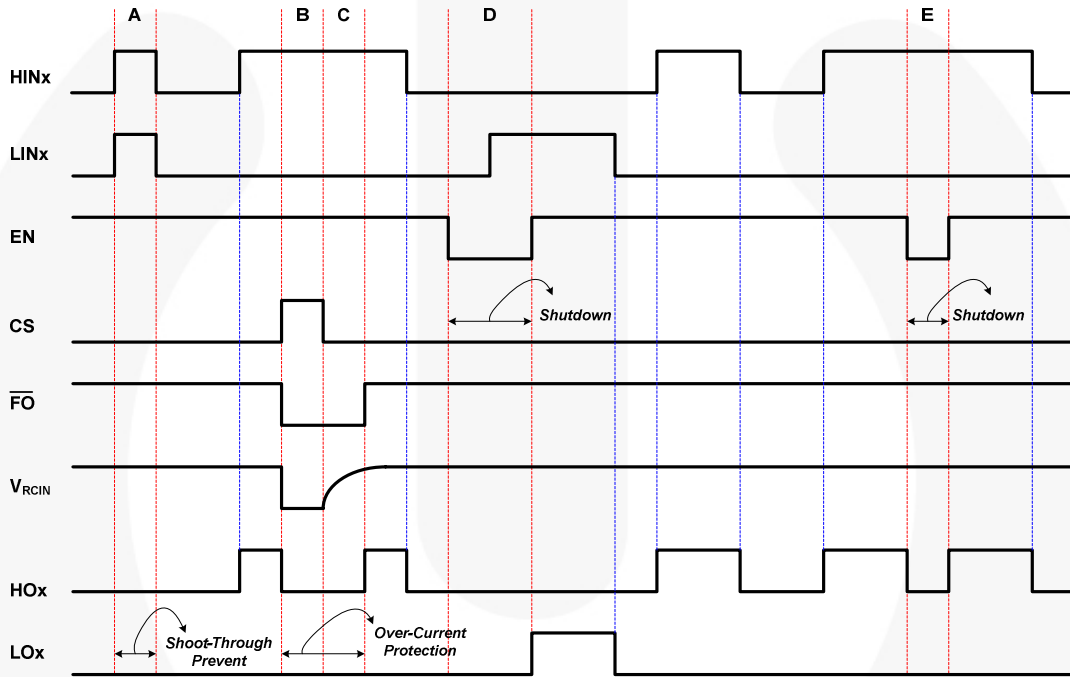 A B C D E
HINx
LINx
EN
CS
Shutdown Shutdown
FO
VRCIN
HOx
Shoot-Through
Prevent
Over-Current
Protection
LOx